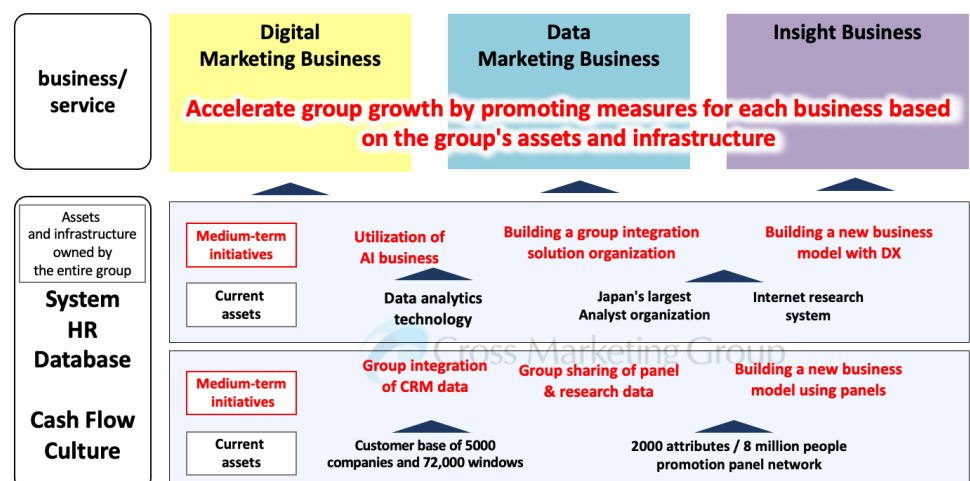 business/
service
Digital
Marketing Business
Data
Marketing Business
Insight Business
Accelerate group growth by promoting measures for each business based
on the group's assets and infrastructure
Assets
and infrastructure
owned by
the entire group
System
HR
Database
Cash Flow
Culture
Medium-term
initiatives
Utilization of
AI business
Building a group integration
solution organization
Building a new business
model with DX
Current
assets
Data analytics
technology
Japan's largest
Analyst organization
Internet research
system
Cross Marketing Group
Medium-term
initiatives
Group integration
of CRM data
Group sharing of panel
& research data
Building a new business
model using panels
Current
assets
Customer base of 5000
companies and 72,000 windows
2000 attributes / 8 million people
promotion panel network